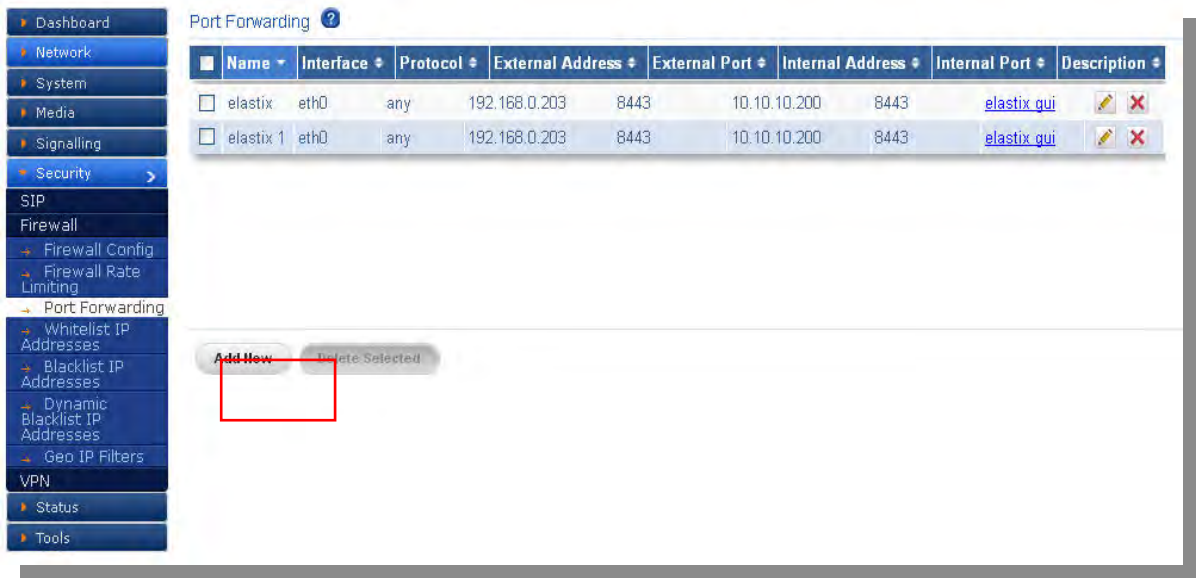 Dashboard
Network
System
Media
Signalling
Security
SIP
Firewall
Firewall Config
Firewall Rate
Limiting
Port Forwarding
Whitelist IP
Addresses
Blacklist IP
Addresses
Dynamic
Blacklist IP
Addresses
Geo IP Filters
VPN
Status
Tools
Port Forwarding ?
Name Interface Protocol External Address External Port Internal Address Internal Port Description
elastix eth0 any 192.168.0.203 8443 10.10.10.200 8443 elastix gui
elastix 1 eth0 any 192.168.0.203 8443 10.10.10.200 8443 elastix gui
Add New Delete Selected